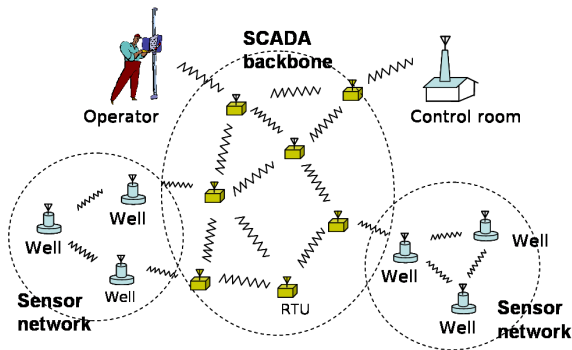 SCADA
backbone
Operator
Control room
Well
Well
Well
Sensor
network
RTU
Well
Well
Well
Sensor
network